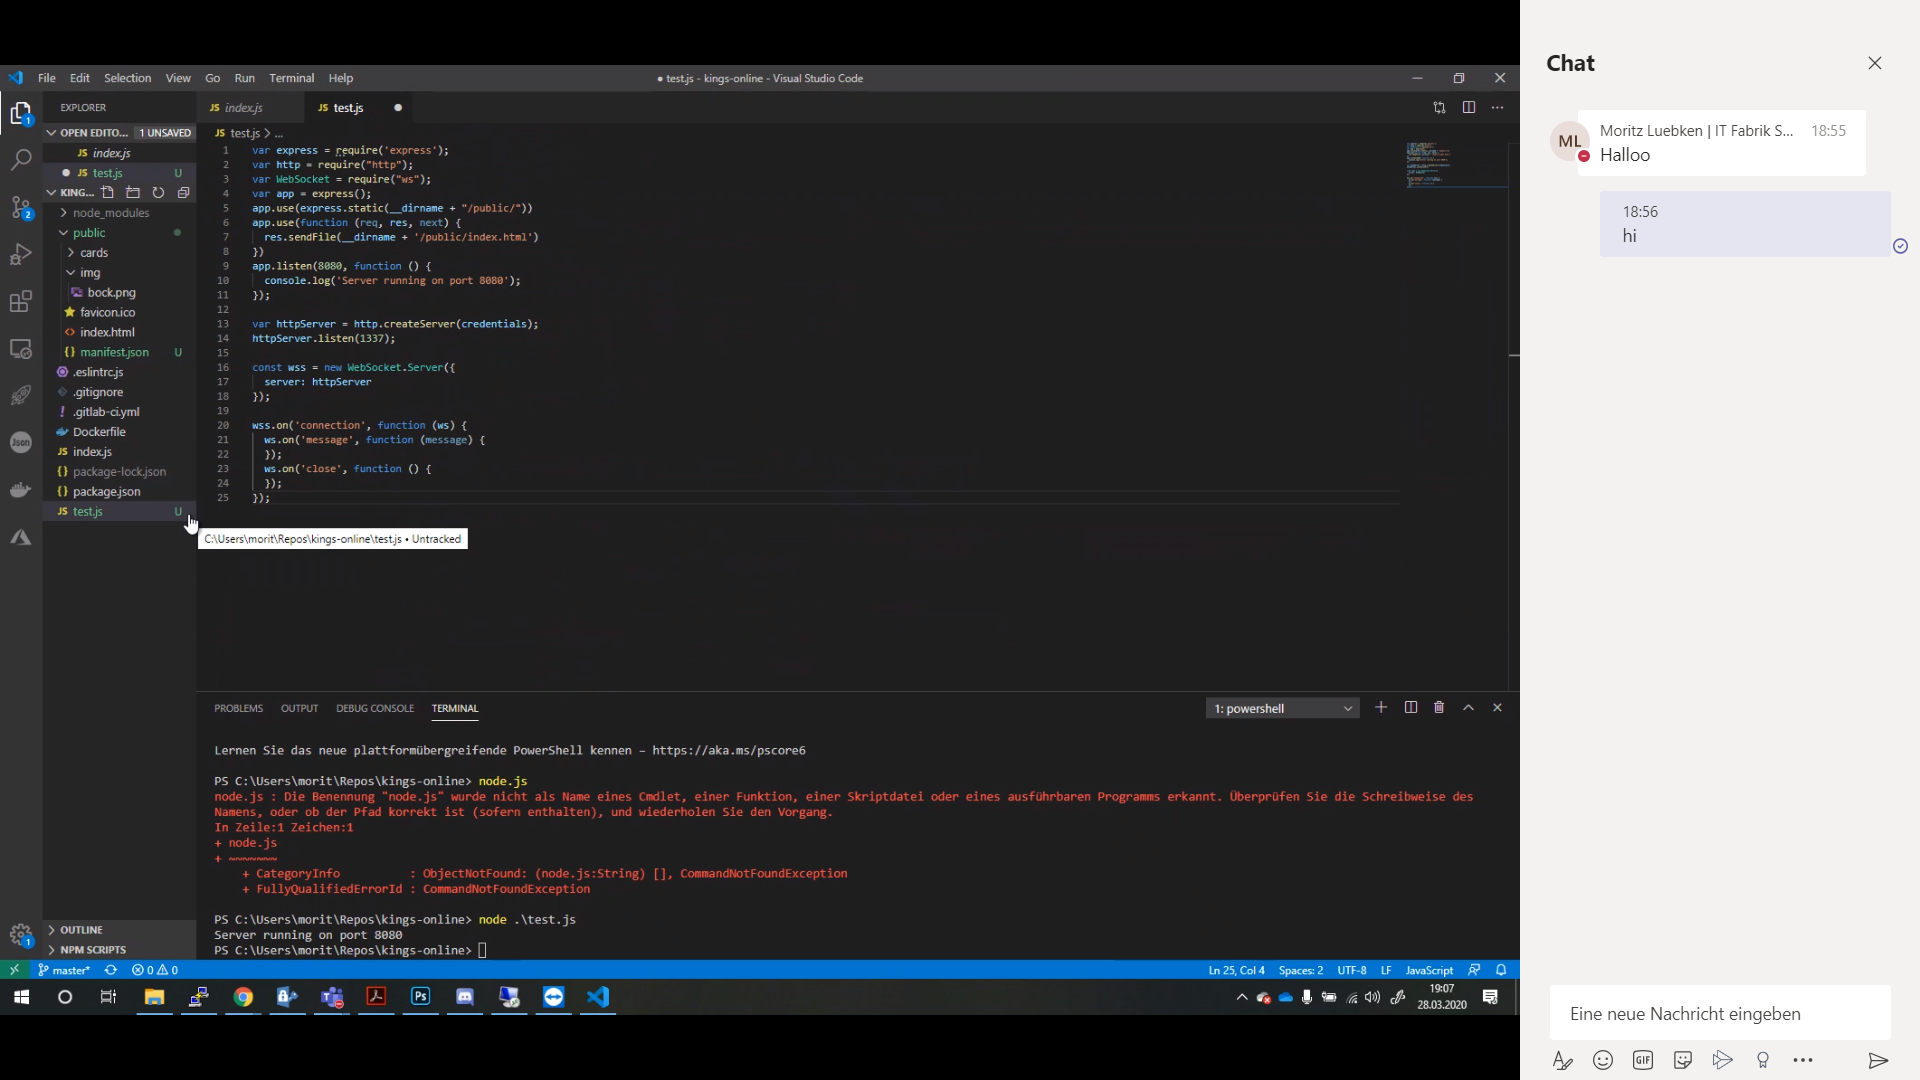 File Edit Selection View Go Run Terminal Help
● test.js - kings-online - Visual Studio Code
EXPLORER
OPEN EDITO... 1 UNSAVED
JS index.js
JS test.js U
KING...
node_modules
public
cards
img
bock.png
favicon.ico
index.html
manifest.json U
.eslintrc.js
.gitignore
.gitlab-ci.yml
Dockerfile
JS index.js
package-lock.json
package.json
JS test.js U
OUTLINE
NPM SCRIPTS
JS index.js JS test.js
JS test.js > ...
1 var express = require('express');
2 var http = require("http");
3 var WebSocket = require("ws");
4 var app = express();
5 app.use(express.static(__dirname + "/public/"))
6 app.use(function (req, res, next) {
7 res.sendFile(__dirname + '/public/index.html')
8 })
9 app.listen(8080, function () {
10 console.log('Server running on port 8080');
11 });
12
13 var httpServer = http.createServer(credentials);
14 httpServer.listen(1337);
15
16 const wss = new WebSocket.Server({
17 server: httpServer
18 });
19
20 wss.on('connection', function (ws) {
21 ws.on('message', function (message) {
22 });
23 ws.on('close', function () {
24 });
25 });
C:\Users\morit\Repos\kings-online\test.js • Untracked
PROBLEMS OUTPUT DEBUG CONSOLE TERMINAL
1: powershell
Lernen Sie das neue plattformübergreifende PowerShell kennen – https://aka.ms/pscore6
PS C:\Users\morit\Repos\kings-online> node.js
node.js : Die Benennung "node.js" wurde nicht als Name eines Cmdlet, einer Funktion, einer Skriptdatei oder eines ausführbaren Programms erkannt. Überprüfen Sie die Schreibweise des
Namens, oder ob der Pfad korrekt ist (sofern enthalten), und wiederholen Sie den Vorgang.
In Zeile:1 Zeichen:1
+ node.js
+ ~~~~~~~
+ CategoryInfo : ObjectNotFound: (node.js:String) [], CommandNotFoundException
+ FullyQualifiedErrorId : CommandNotFoundException
PS C:\Users\morit\Repos\kings-online> node .\test.js
Server running on port 8080
PS C:\Users\morit\Repos\kings-online>
master* 0 0
Ln 25, Col 4 Spaces: 2 UTF-8 LF JavaScript
19:07
28.03.2020
Chat
ML
Moritz Luebken | IT Fabrik S... 18:55
Halloo
18:56
hi
Eine neue Nachricht eingeben
GIF